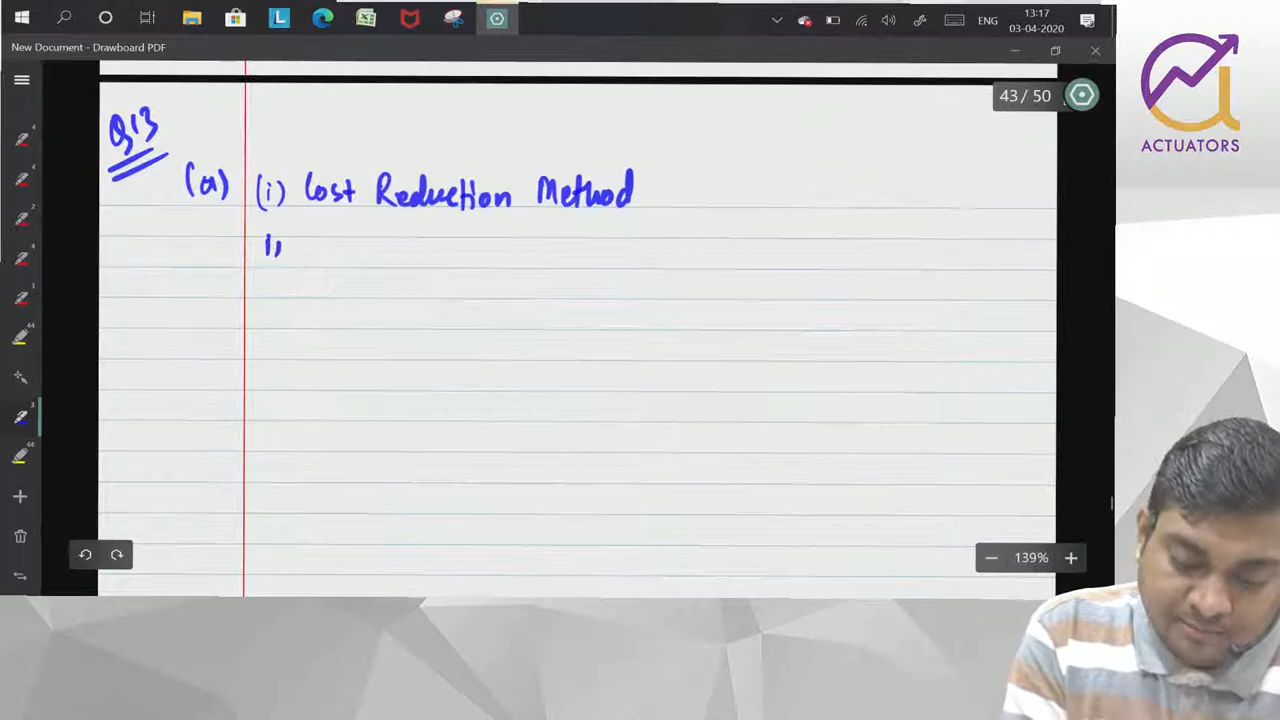 13:17
ENG
03-04-2020
New Document - Drawboard PDF
43 / 50
ACTUATORS
Q13
(a) (i) Cost Reduction Method
1,
139%